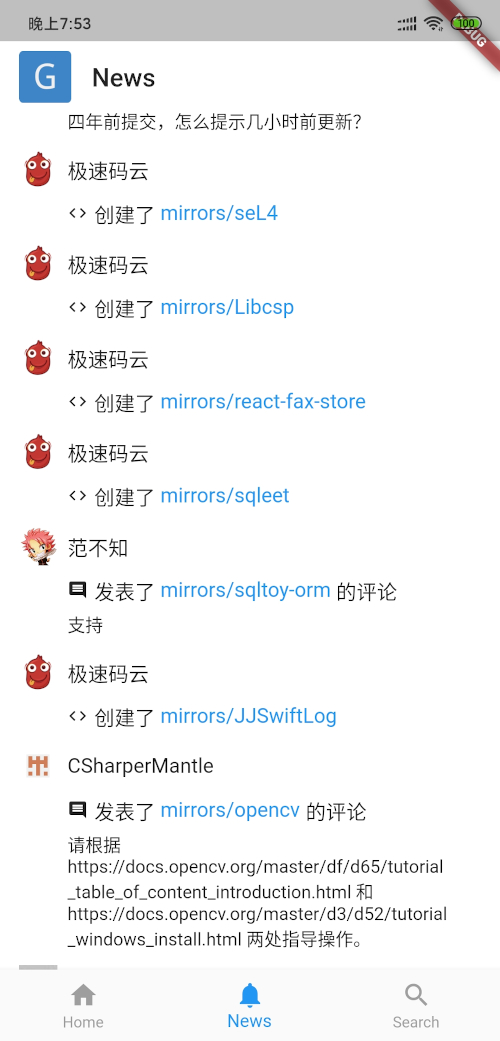 晚上7:53
100
DEBUG
G
News
四年前提交，怎么提示几小时前更新？
极速码云
<> 创建了 mirrors/seL4
极速码云
<> 创建了 mirrors/Libcsp
极速码云
<> 创建了 mirrors/react-fax-store
极速码云
<> 创建了 mirrors/sqleet
范不知
发表了 mirrors/sqltoy-orm 的评论
支持
极速码云
<> 创建了 mirrors/JJSwiftLog
CSharperMantle
发表了 mirrors/opencv 的评论
请根据
https://docs.opencv.org/master/df/d65/tutorial
_table_of_content_introduction.html 和
https://docs.opencv.org/master/d3/d52/tutorial
_windows_install.html 两处指导操作。
Home
News
Search